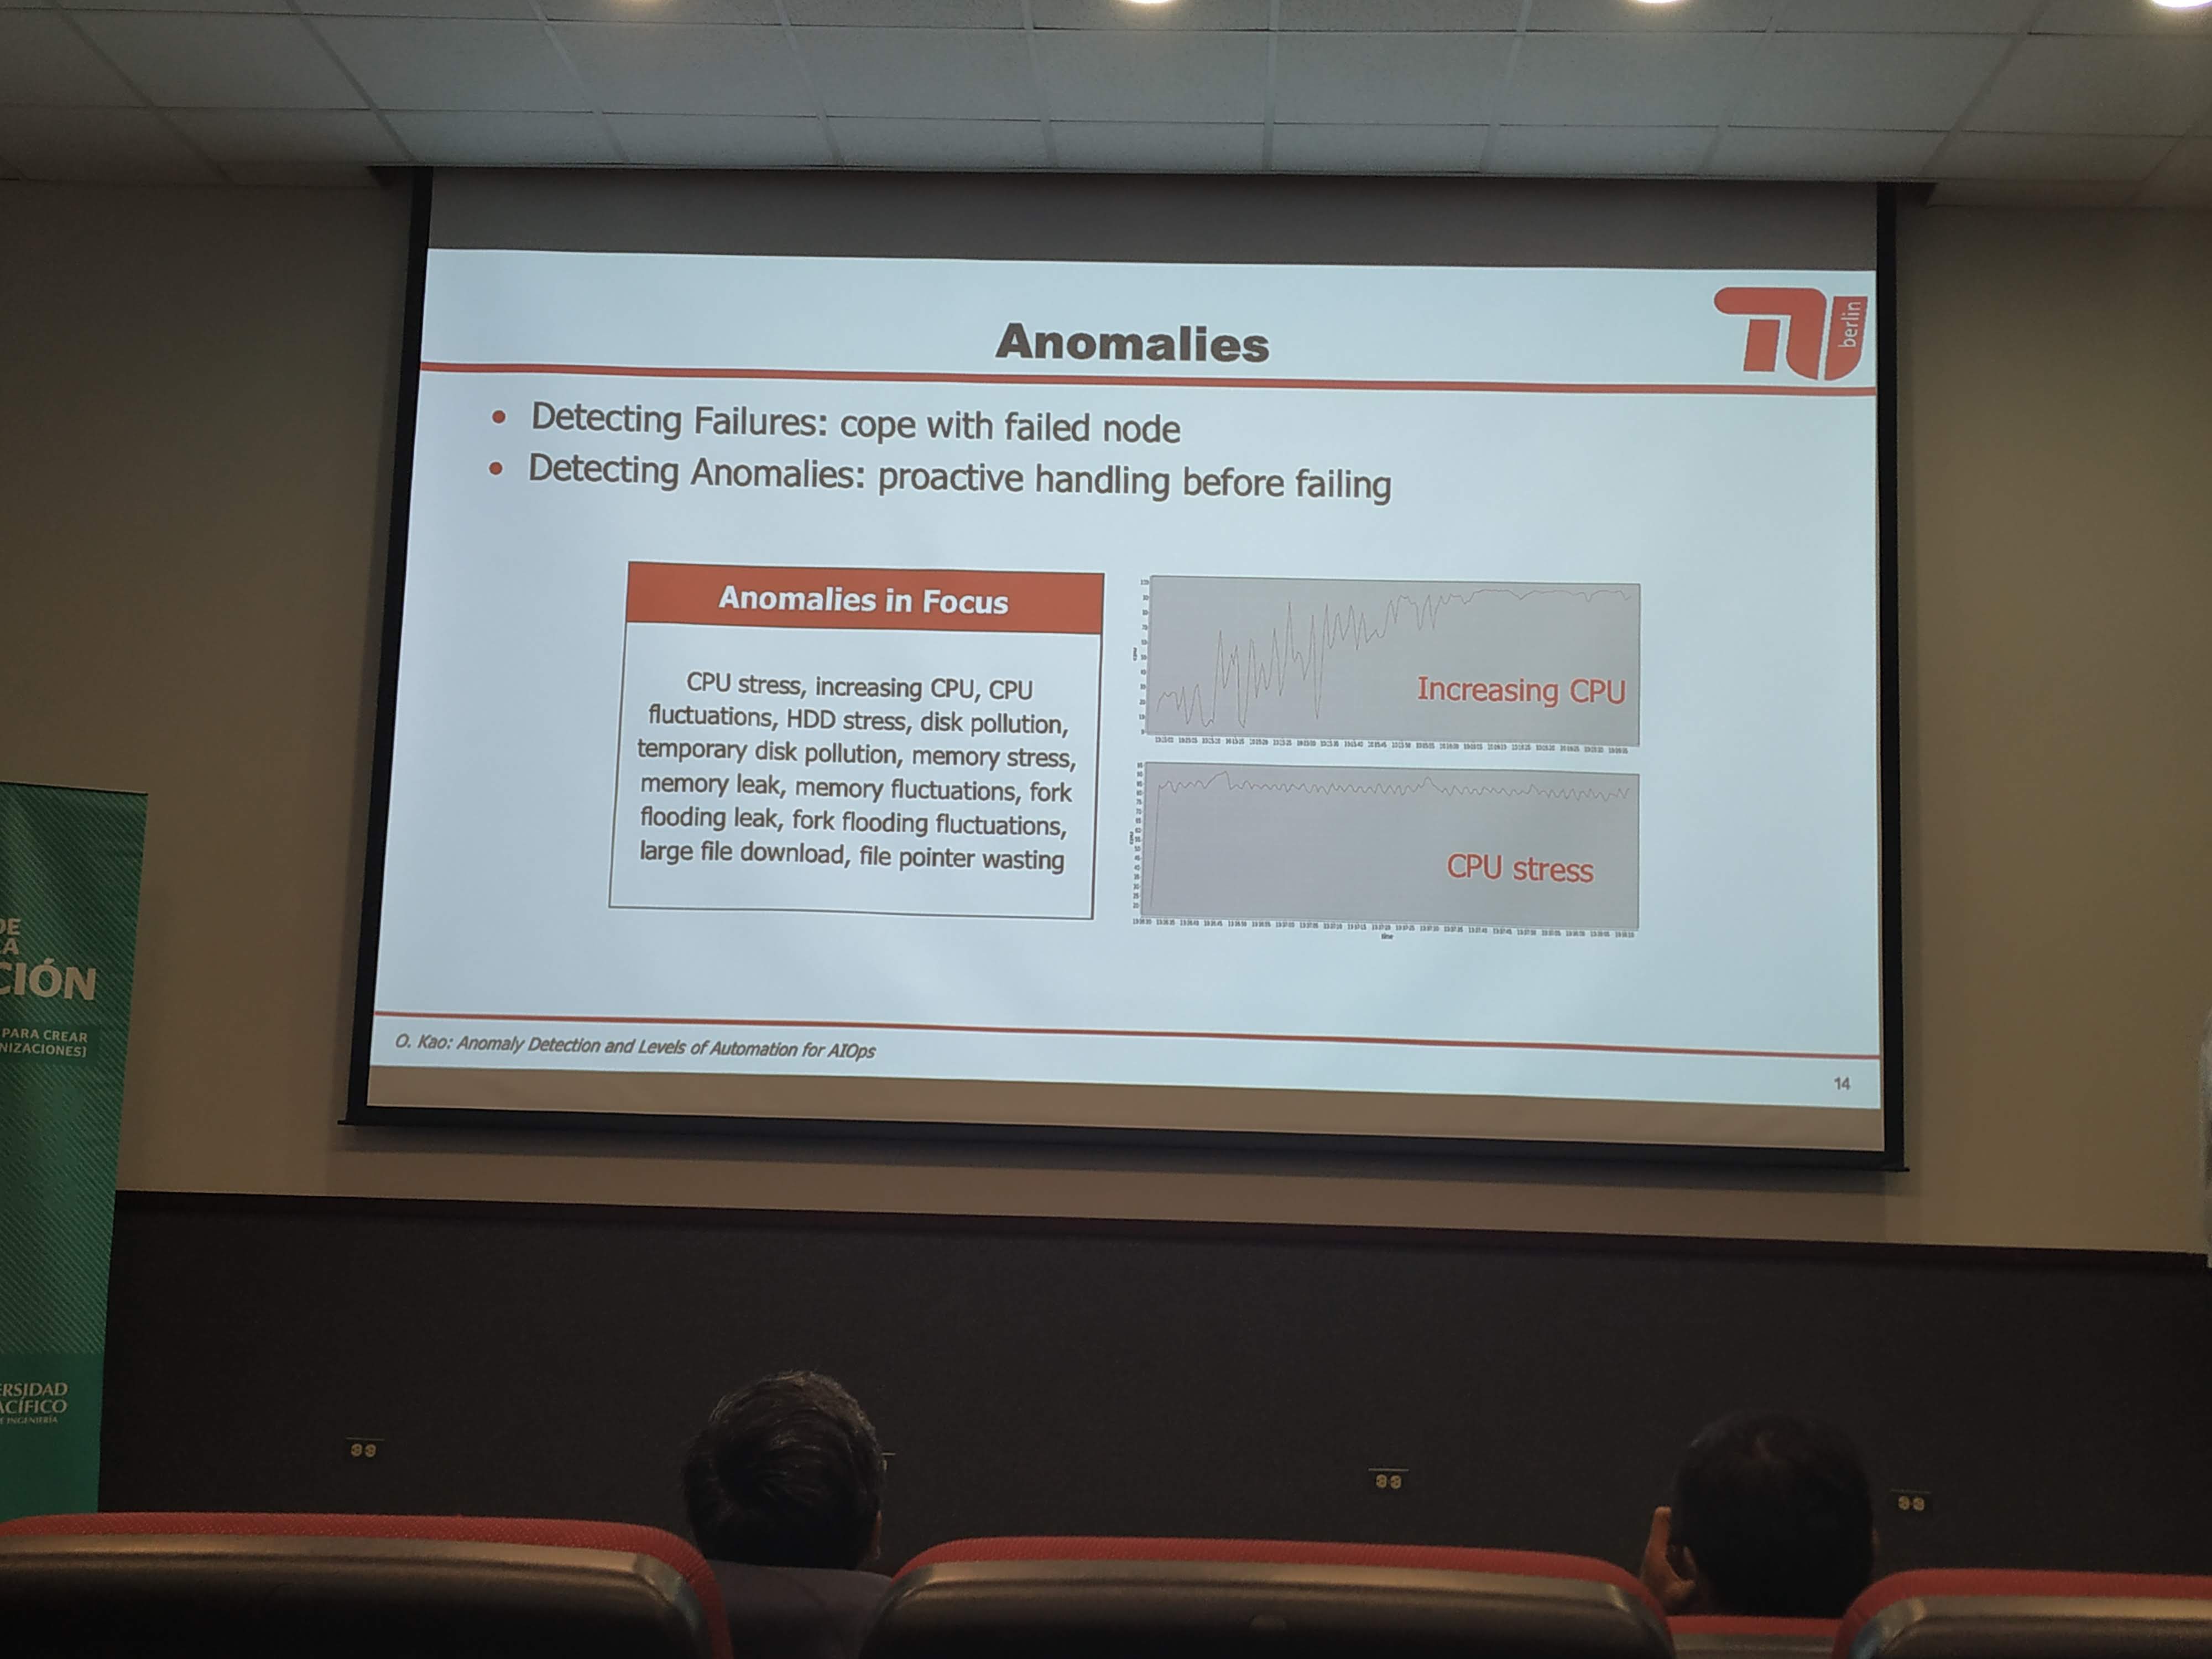 Anomalies
berlin
• Detecting Failures: cope with failed node
• Detecting Anomalies: proactive handling before failing
Anomalies in Focus
CPU stress, increasing CPU, CPU
fluctuations, HDD stress, disk pollution,
temporary disk pollution, memory stress,
memory leak, memory fluctuations, fork
flooding leak, fork flooding fluctuations,
large file download, file pointer wasting
Increasing CPU
CPU stress
time
O. Kao: Anomaly Detection and Levels of Automation for AIOps
14
DE
A
CIÓN
PARA CREAR
NIZACIONES]
ERSIDAD
ACÍFICO
E INGENIERÍA